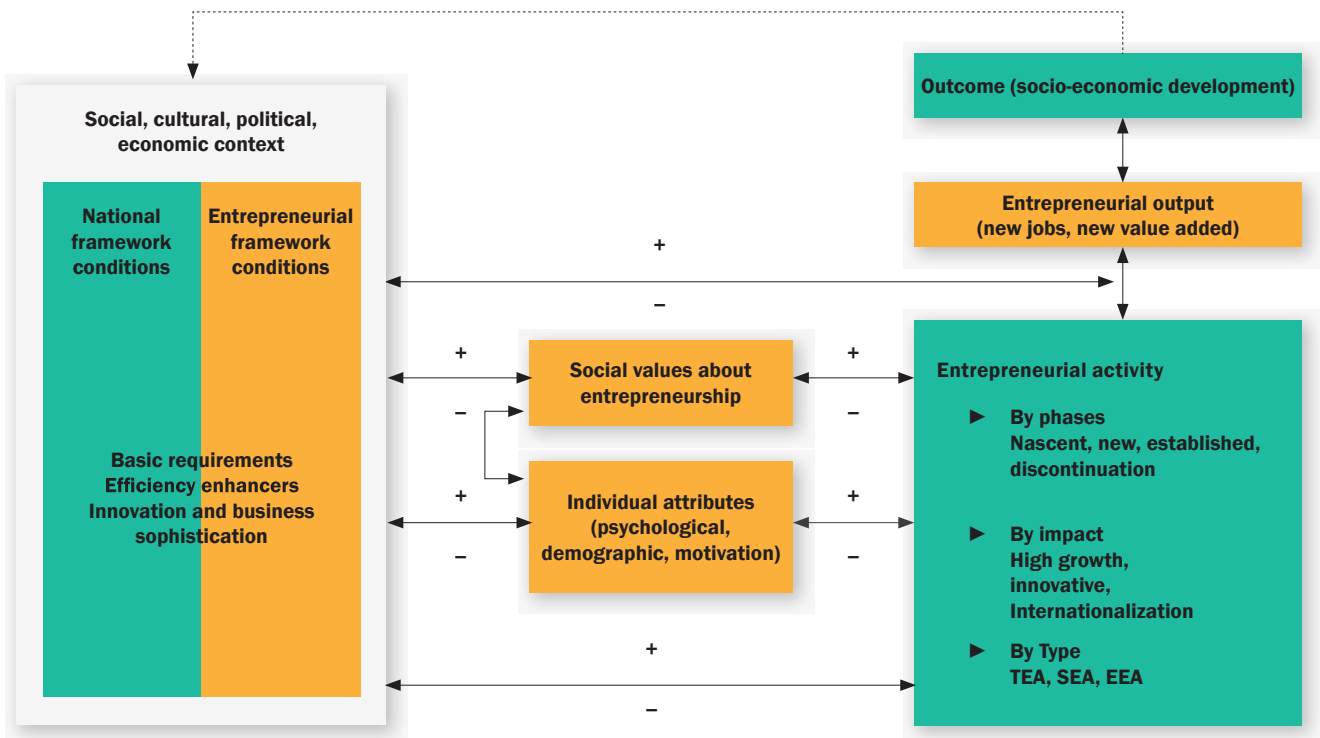 Outcome (socio-economic development)
Social, cultural, political,
economic context
National
framework
conditions
Entrepreneurial
framework
conditions
Entrepreneurial output
(new jobs, new value added)
+
−
+
−
Social values about
entrepreneurship
+
−
Basic requirements
Efficiency enhancers
Innovation and business
sophistication
+
−
Individual attributes
(psychological,
demographic, motivation)
+
−
Entrepreneurial activity
► By phases
Nascent, new, established,
discontinuation
► By impact
High growth,
innovative,
Internationalization
► By Type
TEA, SEA, EEA
+
−